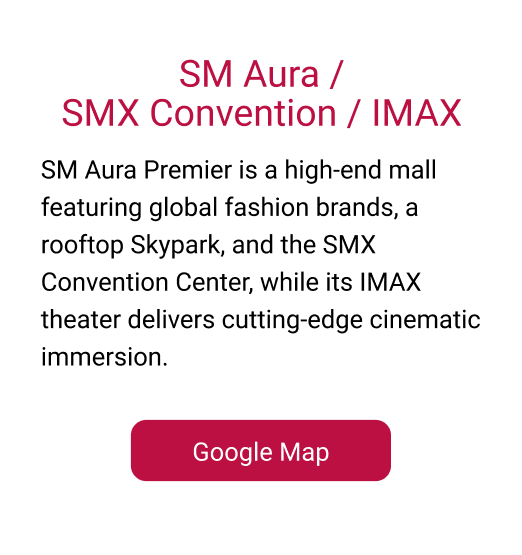 SM Aura /
SMX Convention / IMAX
SM Aura Premier is a high-end mall
featuring global fashion brands, a
rooftop Skypark, and the SMX
Convention Center, while its IMAX
theater delivers cutting-edge cinematic
immersion.
Google Map